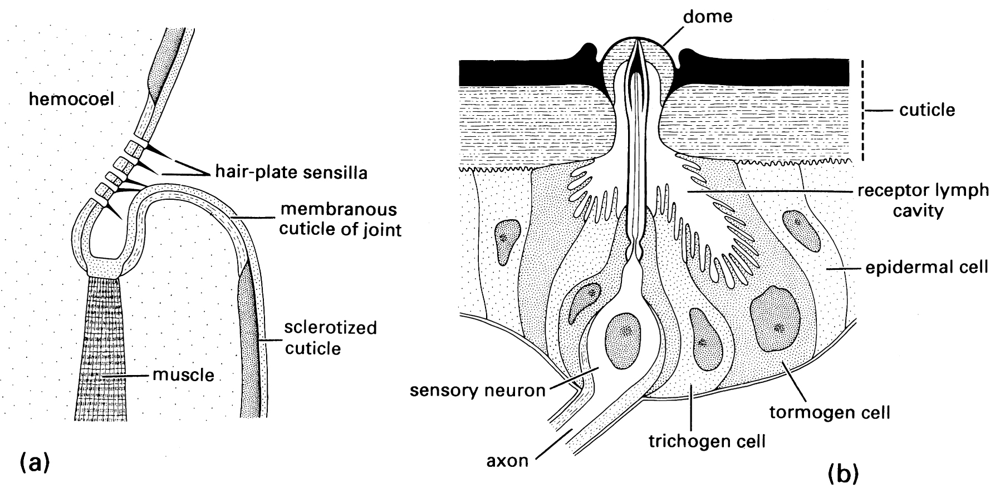 hemocoel
hair-plate sensilla
membranous
cuticle of joint
sclerotized
cuticle
muscle
(a)
dome
cuticle
receptor lymph
cavity
epidermal cell
sensory neuron
tormogen cell
trichogen cell
axon
(b)